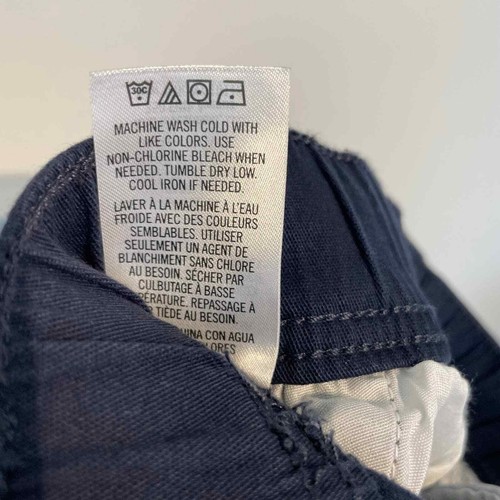 30C
MACHINE WASH COLD WITH
LIKE COLORS. USE
NON-CHLORINE BLEACH WHEN
NEEDED. TUMBLE DRY LOW.
COOL IRON IF NEEDED.
LAVER À LA MACHINE À L'EAU
FROIDE AVEC DES COULEURS
SEMBLABLES. UTILISER
SEULEMENT UN AGENT DE
BLANCHIMENT SANS CHLORE
AU BESOIN. SÉCHER PAR
CULBUTAGE À BASSE
REPASSAGE À
TIÈDE AU BESOIN.
CON AGUA